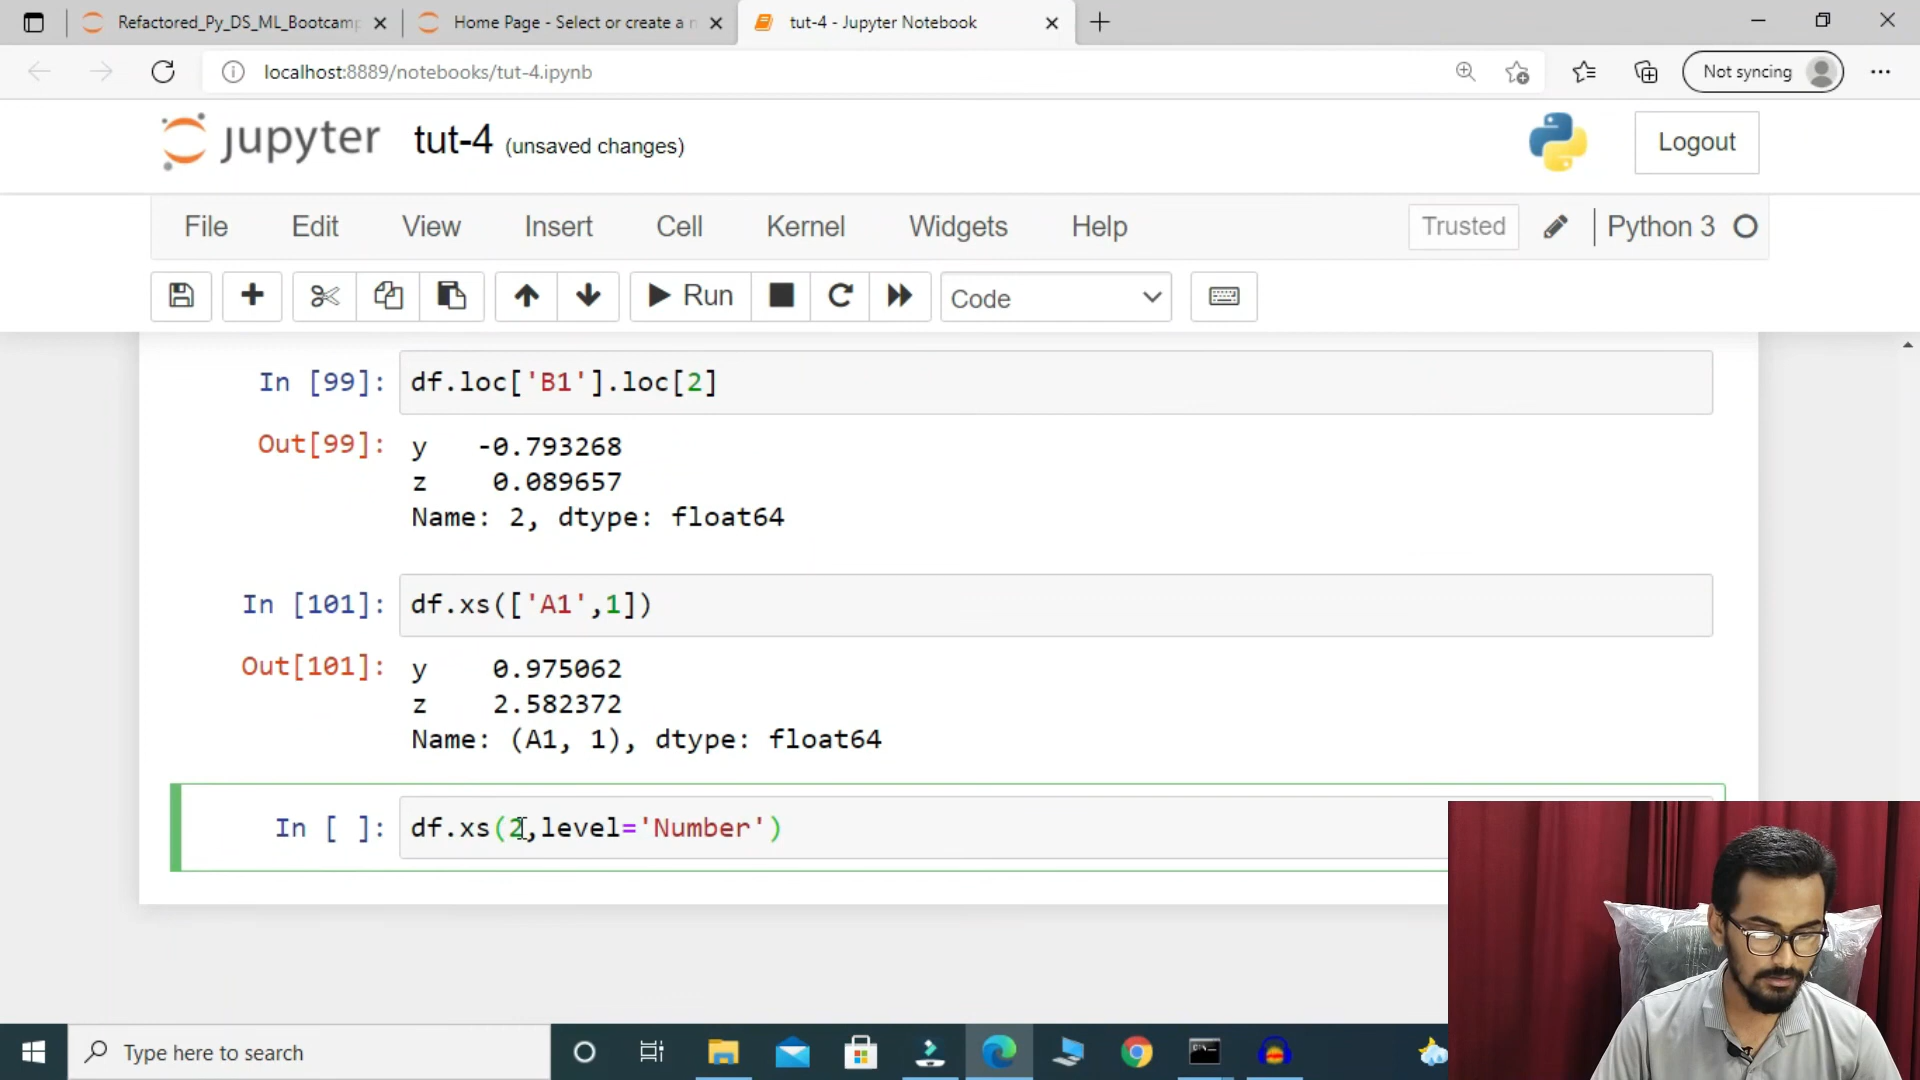 Refactored_Py_DS_ML_Bootcamp
Home Page - Select or create a n
tut-4 - Jupyter Notebook
localhost:8889/notebooks/tut-4.ipynb
Not syncing
jupyter tut-4 (unsaved changes)
Logout
File Edit View Insert Cell Kernel Widgets Help
Trusted
Python 3
Run
Code
In [99]: df.loc['B1'].loc[2]
Out[99]: y -0.793268
z 0.089657
Name: 2, dtype: float64
In [101]: df.xs(['A1',1])
Out[101]: y 0.975062
z 2.582372
Name: (A1, 1), dtype: float64
In [ ]: df.xs(2,level='Number')
Type here to search